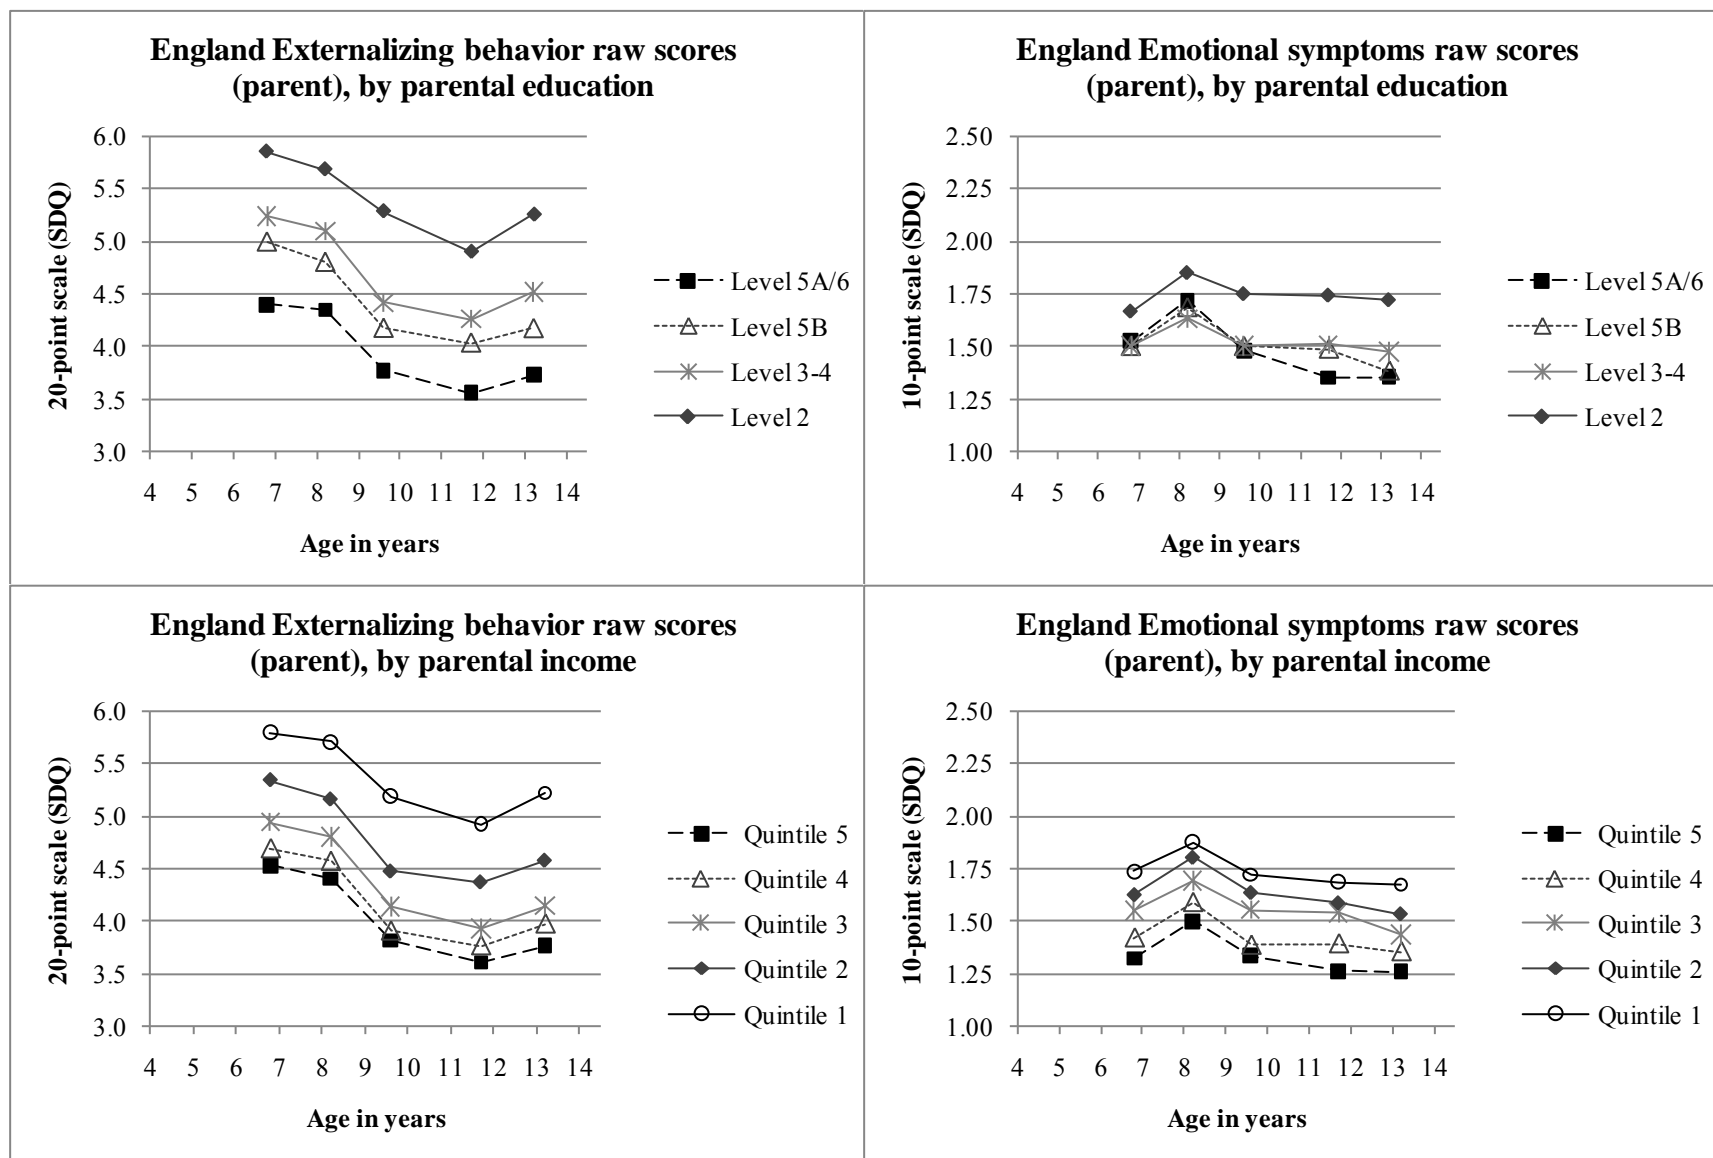 England Externalizing behavior raw scores
(parent), by parental education
20-point scale (SDQ)
6.0
5.5
5.0
4.5
4.0
3.5
3.0
4 5 6 7 8 9 10 11 12 13 14
Age in years
Level 5A/6
Level 5B
Level 3-4
Level 2
England Emotional symptoms raw scores
(parent), by parental education
10-point scale (SDQ)
2.50
2.25
2.00
1.75
1.50
1.25
1.00
4 5 6 7 8 9 10 11 12 13 14
Age in years
Level 5A/6
Level 5B
Level 3-4
Level 2
England Externalizing behavior raw scores
(parent), by parental income
20-point scale (SDQ)
6.0
5.5
5.0
4.5
4.0
3.5
3.0
4 5 6 7 8 9 10 11 12 13 14
Age in years
Quintile 5
Quintile 4
Quintile 3
Quintile 2
Quintile 1
England Emotional symptoms raw scores
(parent), by parental income
10-point scale (SDQ)
2.50
2.25
2.00
1.75
1.50
1.25
1.00
4 5 6 7 8 9 10 11 12 13 14
Age in years
Quintile 5
Quintile 4
Quintile 3
Quintile 2
Quintile 1